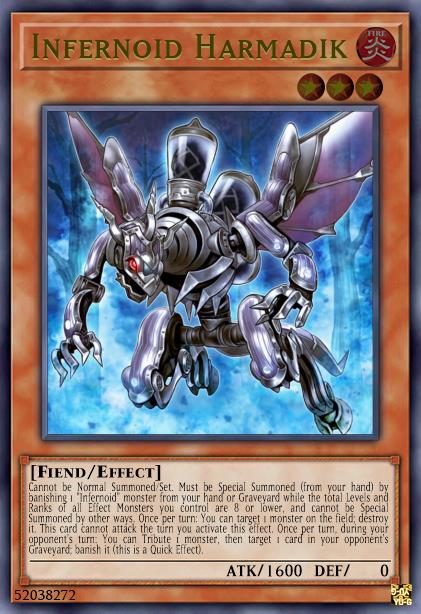 INFERNOID HARMADIK
FIRE
炎
[FIEND/EFFECT]
Cannot be Normal Summoned/Set. Must be Special Summoned (from your hand) by
banishing 1 "Infernoid" monster from your hand or Graveyard while the total Levels and
Ranks of all Effect Monsters you control are 8 or lower, and cannot be Special
Summoned by other ways. Once per turn: You can target 1 monster on the field; destroy
it. This card cannot attack the turn you activate this effect. Once per turn, during your
opponent's turn: You can Tribute 1 monster, then target 1 card in your opponent's
Graveyard; banish it (this is a Quick Effect).
ATK/1600 DEF/ 0
52038272